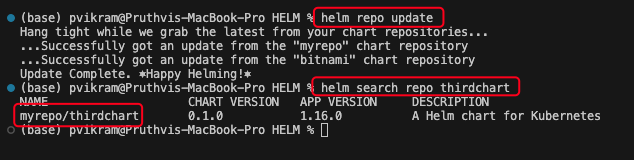 (base) pvikram@Pruthvis-MacBook-Pro HELM % helm repo update
Hang tight while we grab the latest from your chart repositories...
...Successfully got an update from the "myrepo" chart repository
...Successfully got an update from the "bitnami" chart repository
Update Complete. ⎈Happy Helming!⎈
(base) pvikram@Pruthvis-MacBook-Pro HELM % helm search repo thirdchart
NAME CHART VERSION APP VERSION DESCRIPTION
myrepo/thirdchart 0.1.0 1.16.0 A Helm chart for Kubernetes
(base) pvikram@Pruthvis-MacBook-Pro HELM %